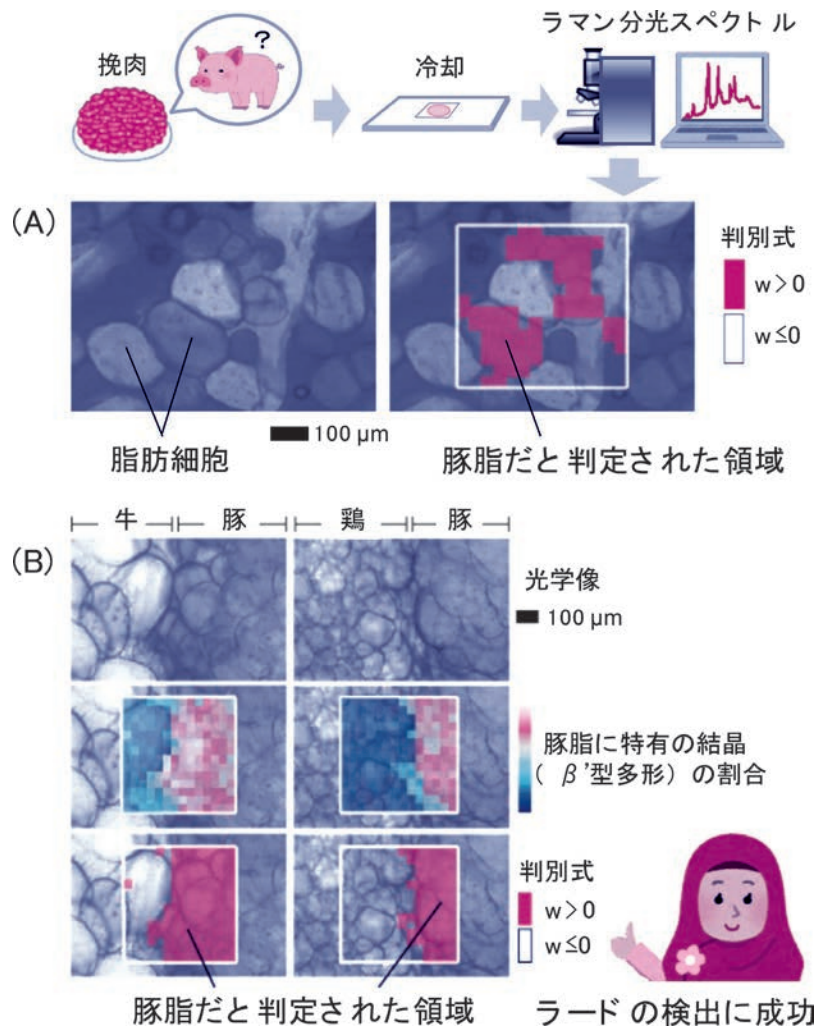 ラマン分光スペクトル
挽肉
?
冷却
(A)
判別式
w>0
w≤0
100 μm
脂肪細胞
豚脂だと判定された領域
牛
豚
鶏
豚
(B)
光学像
100 μm
豚脂に特有の結晶
(β'型多形)の割合
判別式
w>0
w≤0
豚脂だと判定された領域
ラードの検出に成功